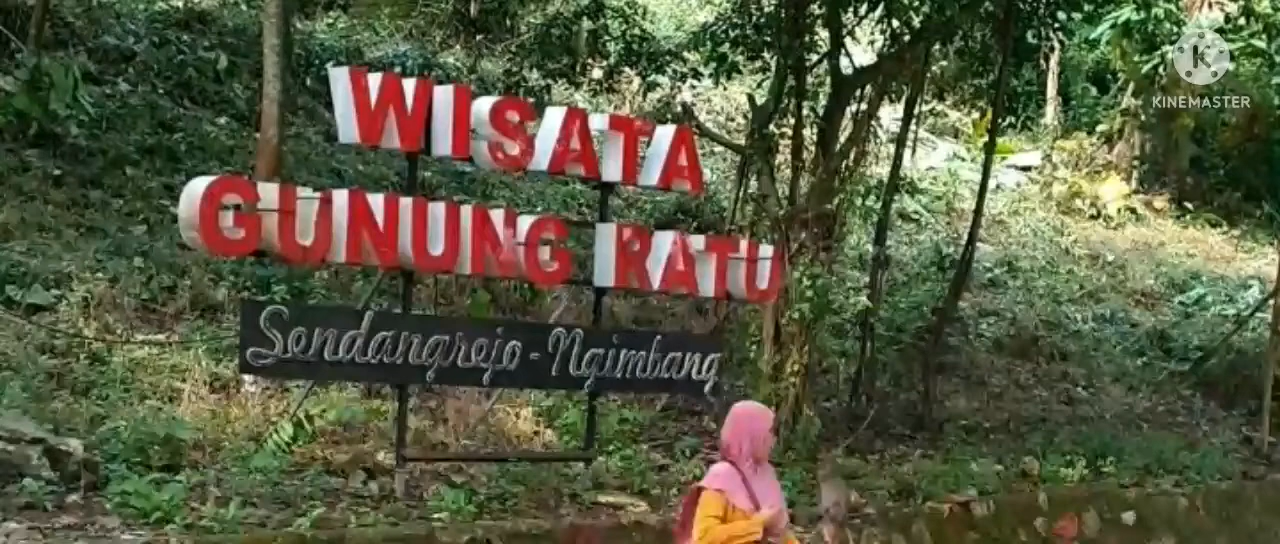 WISATA
GUNUNG RATU
Sendangrejo - Ngimbang
K
KINEMASTER